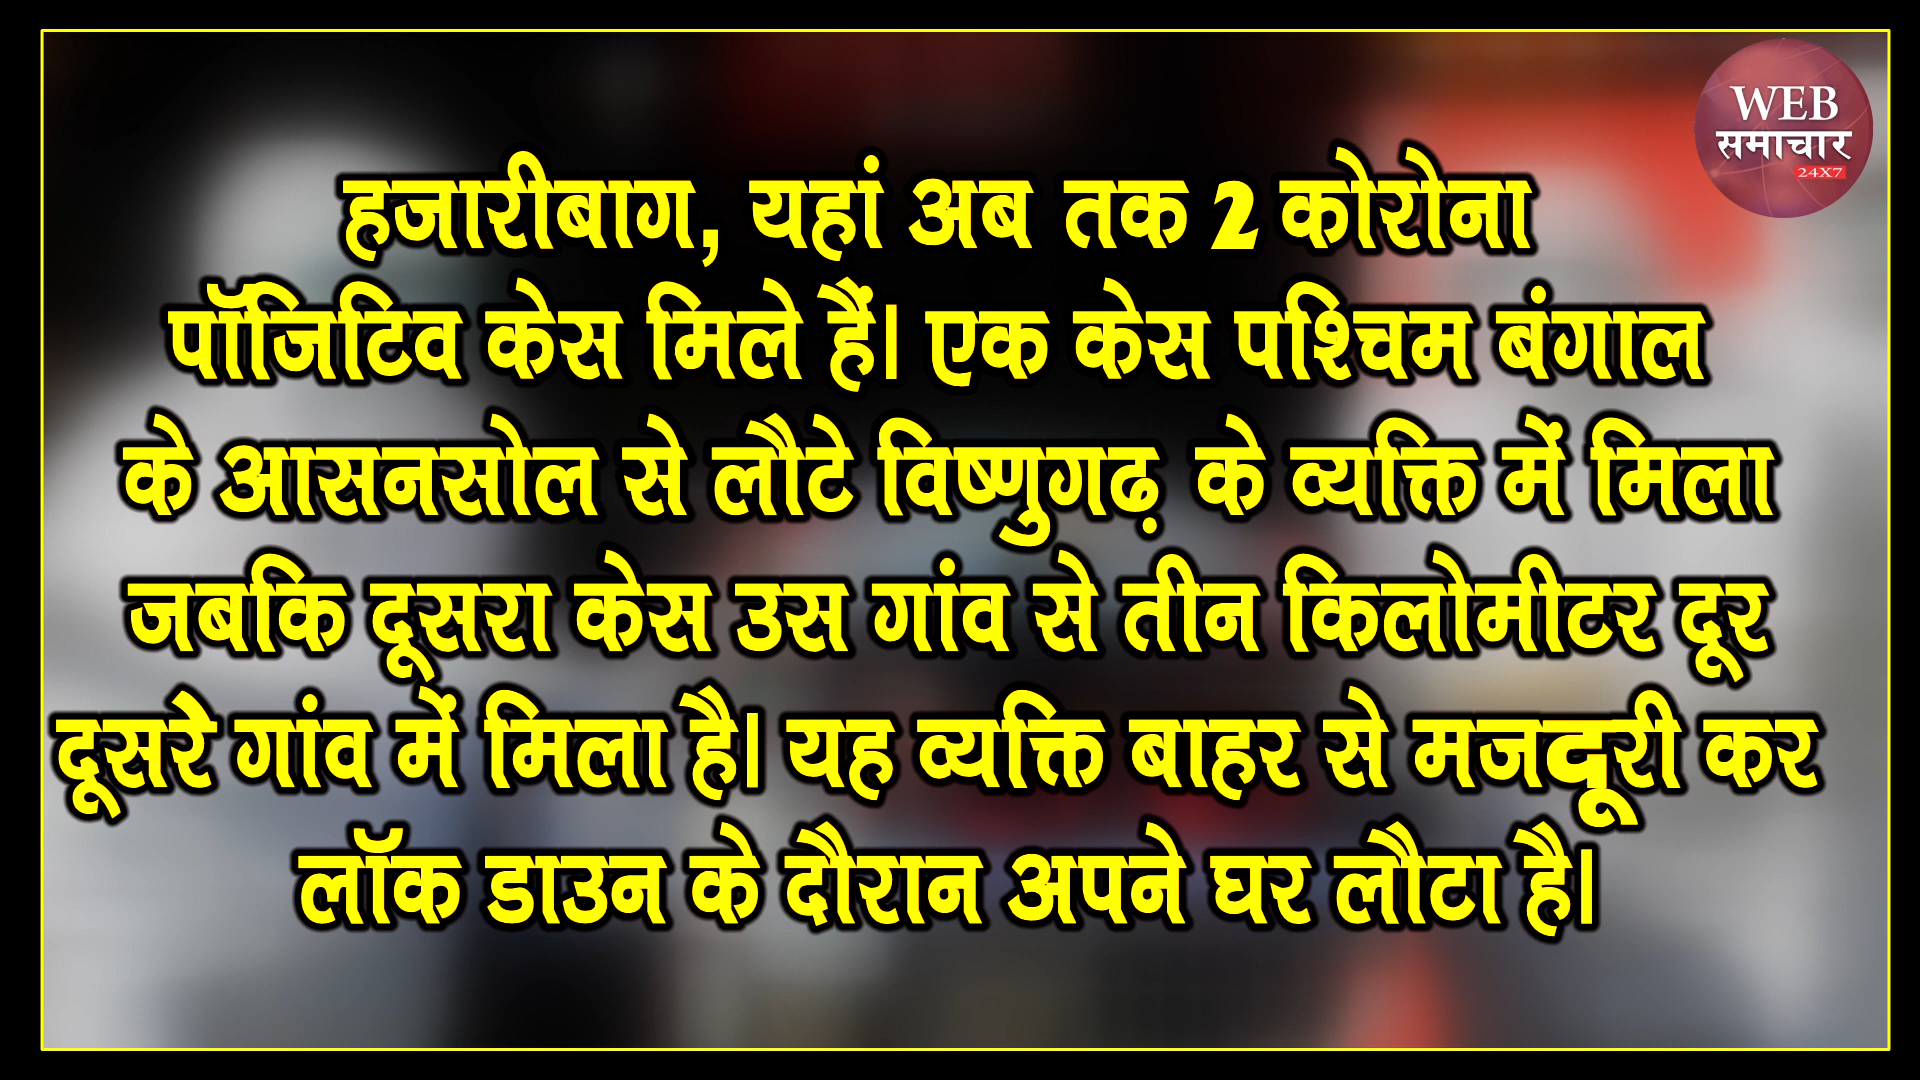 WEB
समाचार
24X7
हजारीबाग, यहां अब तक 2 कोरोना
पॉजिटिव केस मिले हैं। एक केस पश्चिम बंगाल
के आसनसोल से लौटे विष्णुगढ़ के व्यक्ति में मिला
जबकि दूसरा केस उस गांव से तीन किलोमीटर दूर
दूसरे गांव में मिला है। यह व्यक्ति बाहर से मजदूरी कर
लॉक डाउन के दौरान अपने घर लौटा है।